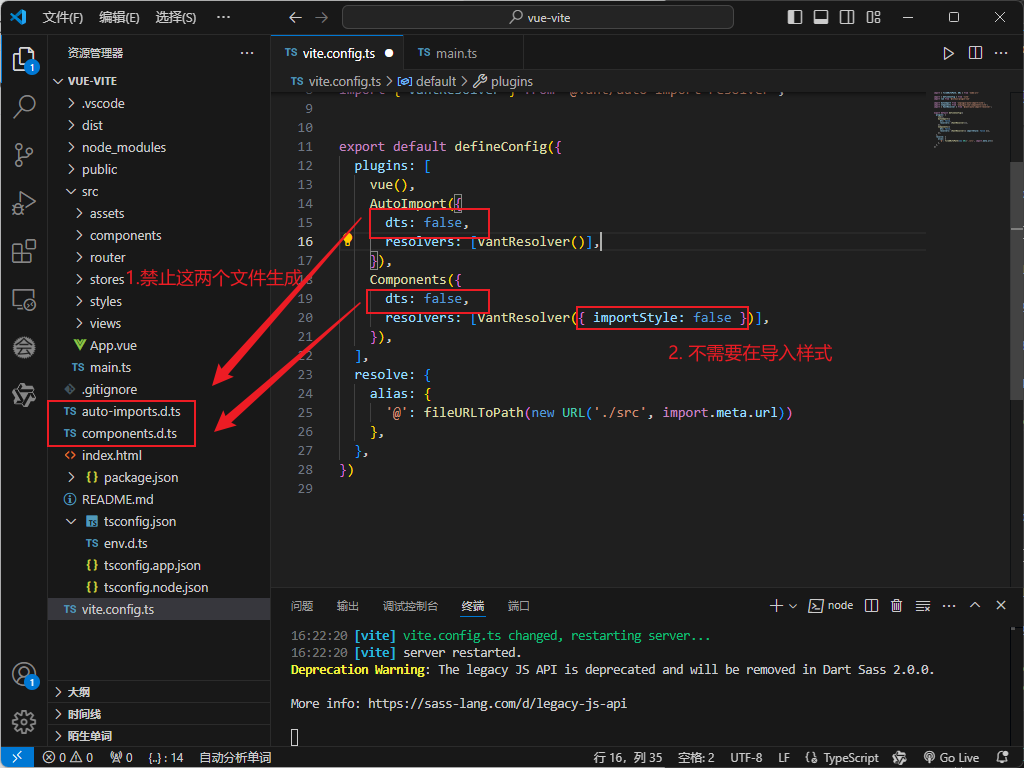 文件(F) 编辑(E) 选择(S) ··· vue-vite
资源管理器 ···
TS vite.config.ts TS main.ts
TS vite.config.ts > default > plugins
VUE-VITE
.vscode
dist
node_modules
public
src
assets
components
router
stores
styles
views
App.vue
TS main.ts
.gitignore
TS auto-imports.d.ts
TS components.d.ts
index.html
{} package.json
README.md
TS tsconfig.json
TS env.d.ts
{} tsconfig.app.json
{} tsconfig.node.json
TS vite.config.ts
大纲
时间线
陌生单词
1
1
9
10
11 export default defineConfig({
12 plugins: [
13 vue(),
14 AutoImport({
15 dts: false,
16 resolvers: [VantResolver()],
17 }),
18 Components({
19 dts: false,
20 resolvers: [VantResolver({ importStyle: false })],
21 }),
22 ],
23 resolve: {
24 alias: {
25 '@': fileURLToPath(new URL('./src', import.meta.url))
26 },
27 },
28 })
29
1.禁止这两个文件生成
2. 不需要在导入样式
问题 输出 调试控制台 终端 端口 node ···
16:22:20 [vite] vite.config.ts changed, restarting server...
16:22:20 [vite] server restarted.
Deprecation Warning: The legacy JS API is deprecated and will be removed in Dart Sass 2.0.0.
More info: https://sass-lang.com/d/legacy-js-api
0 0 0 {..} : 14 自动分析单词 行 16，列 35 空格: 2 UTF-8 LF {} TypeScript Go Live